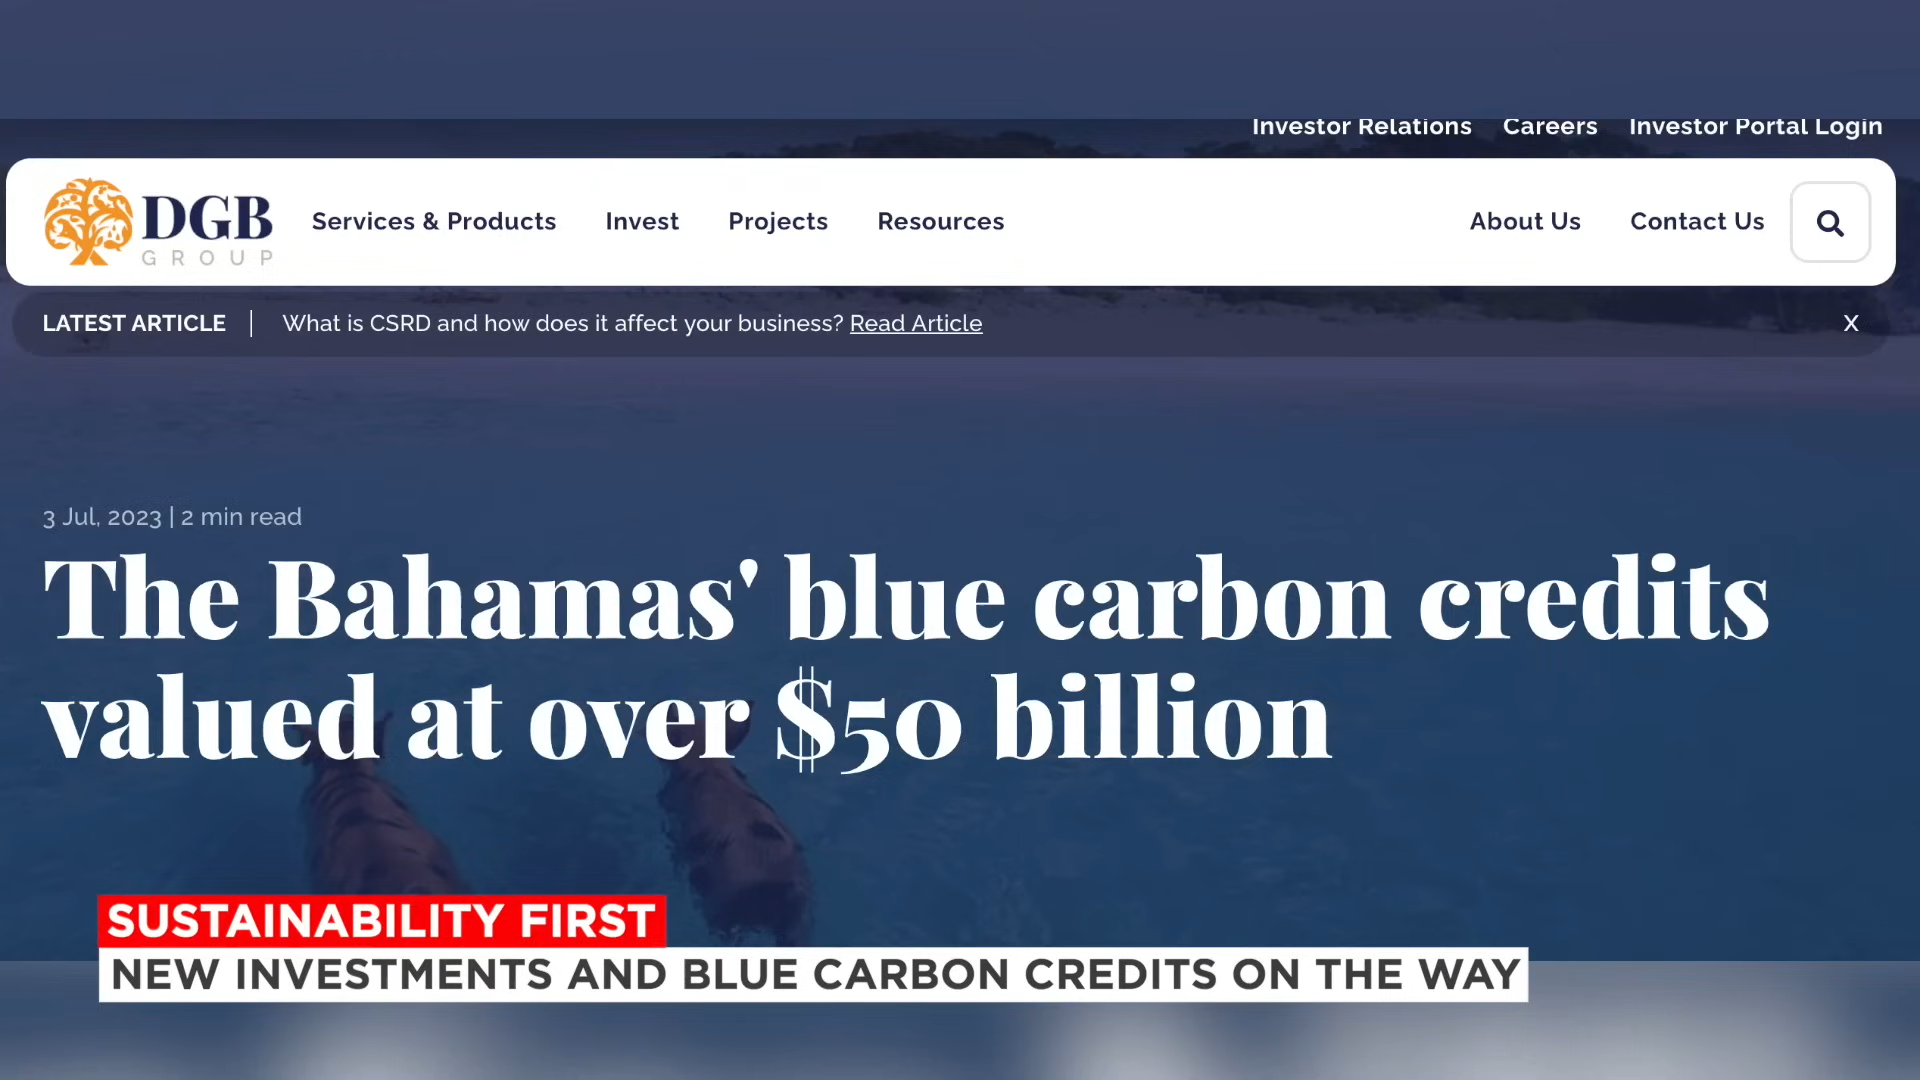 Investor Relations Careers Investor Portal Login
DGB
GROUP
Services & Products Invest Projects Resources About Us Contact Us
LATEST ARTICLE | What is CSRD and how does it affect your business? Read Article X
3 Jul, 2023 | 2 min read
The Bahamas' blue carbon credits
valued at over $50 billion
SUSTAINABILITY FIRST
NEW INVESTMENTS AND BLUE CARBON CREDITS ON THE WAY